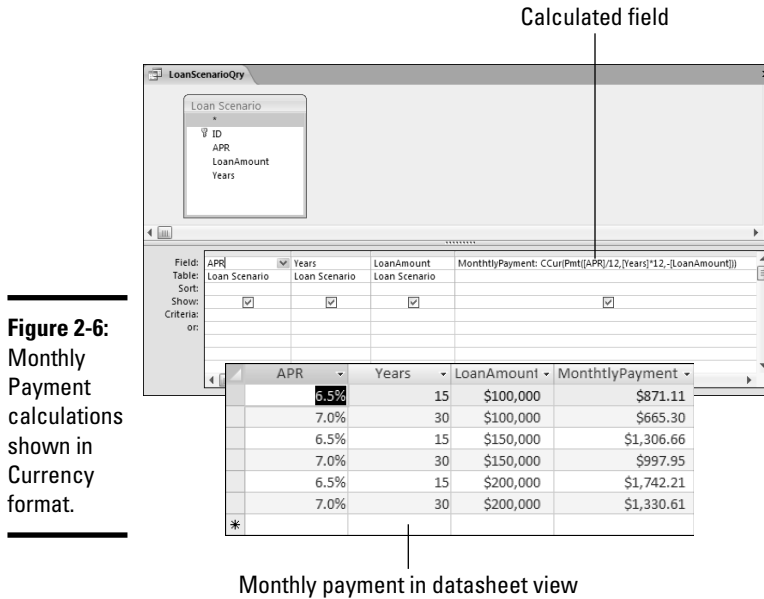 Calculated field
LoanScenarioQry
Loan Scenario
*
ID
APR
LoanAmount
Years
Field: APR Years LoanAmount MonthtlyPayment: CCur(Pmt([APR]/12,[Years]*12,-[LoanAmount]))
Table: Loan Scenario Loan Scenario Loan Scenario
Sort:
Show:
Criteria:
or:
APR Years LoanAmount MonthtlyPayment
6.5% 15 $100,000 $871.11
7.0% 30 $100,000 $665.30
6.5% 15 $150,000 $1,306.66
7.0% 30 $150,000 $997.95
6.5% 15 $200,000 $1,742.21
7.0% 30 $200,000 $1,330.61
*
Monthly payment in datasheet view
Figure 2-6:
Monthly
Payment
calculations
shown in
Currency
format.